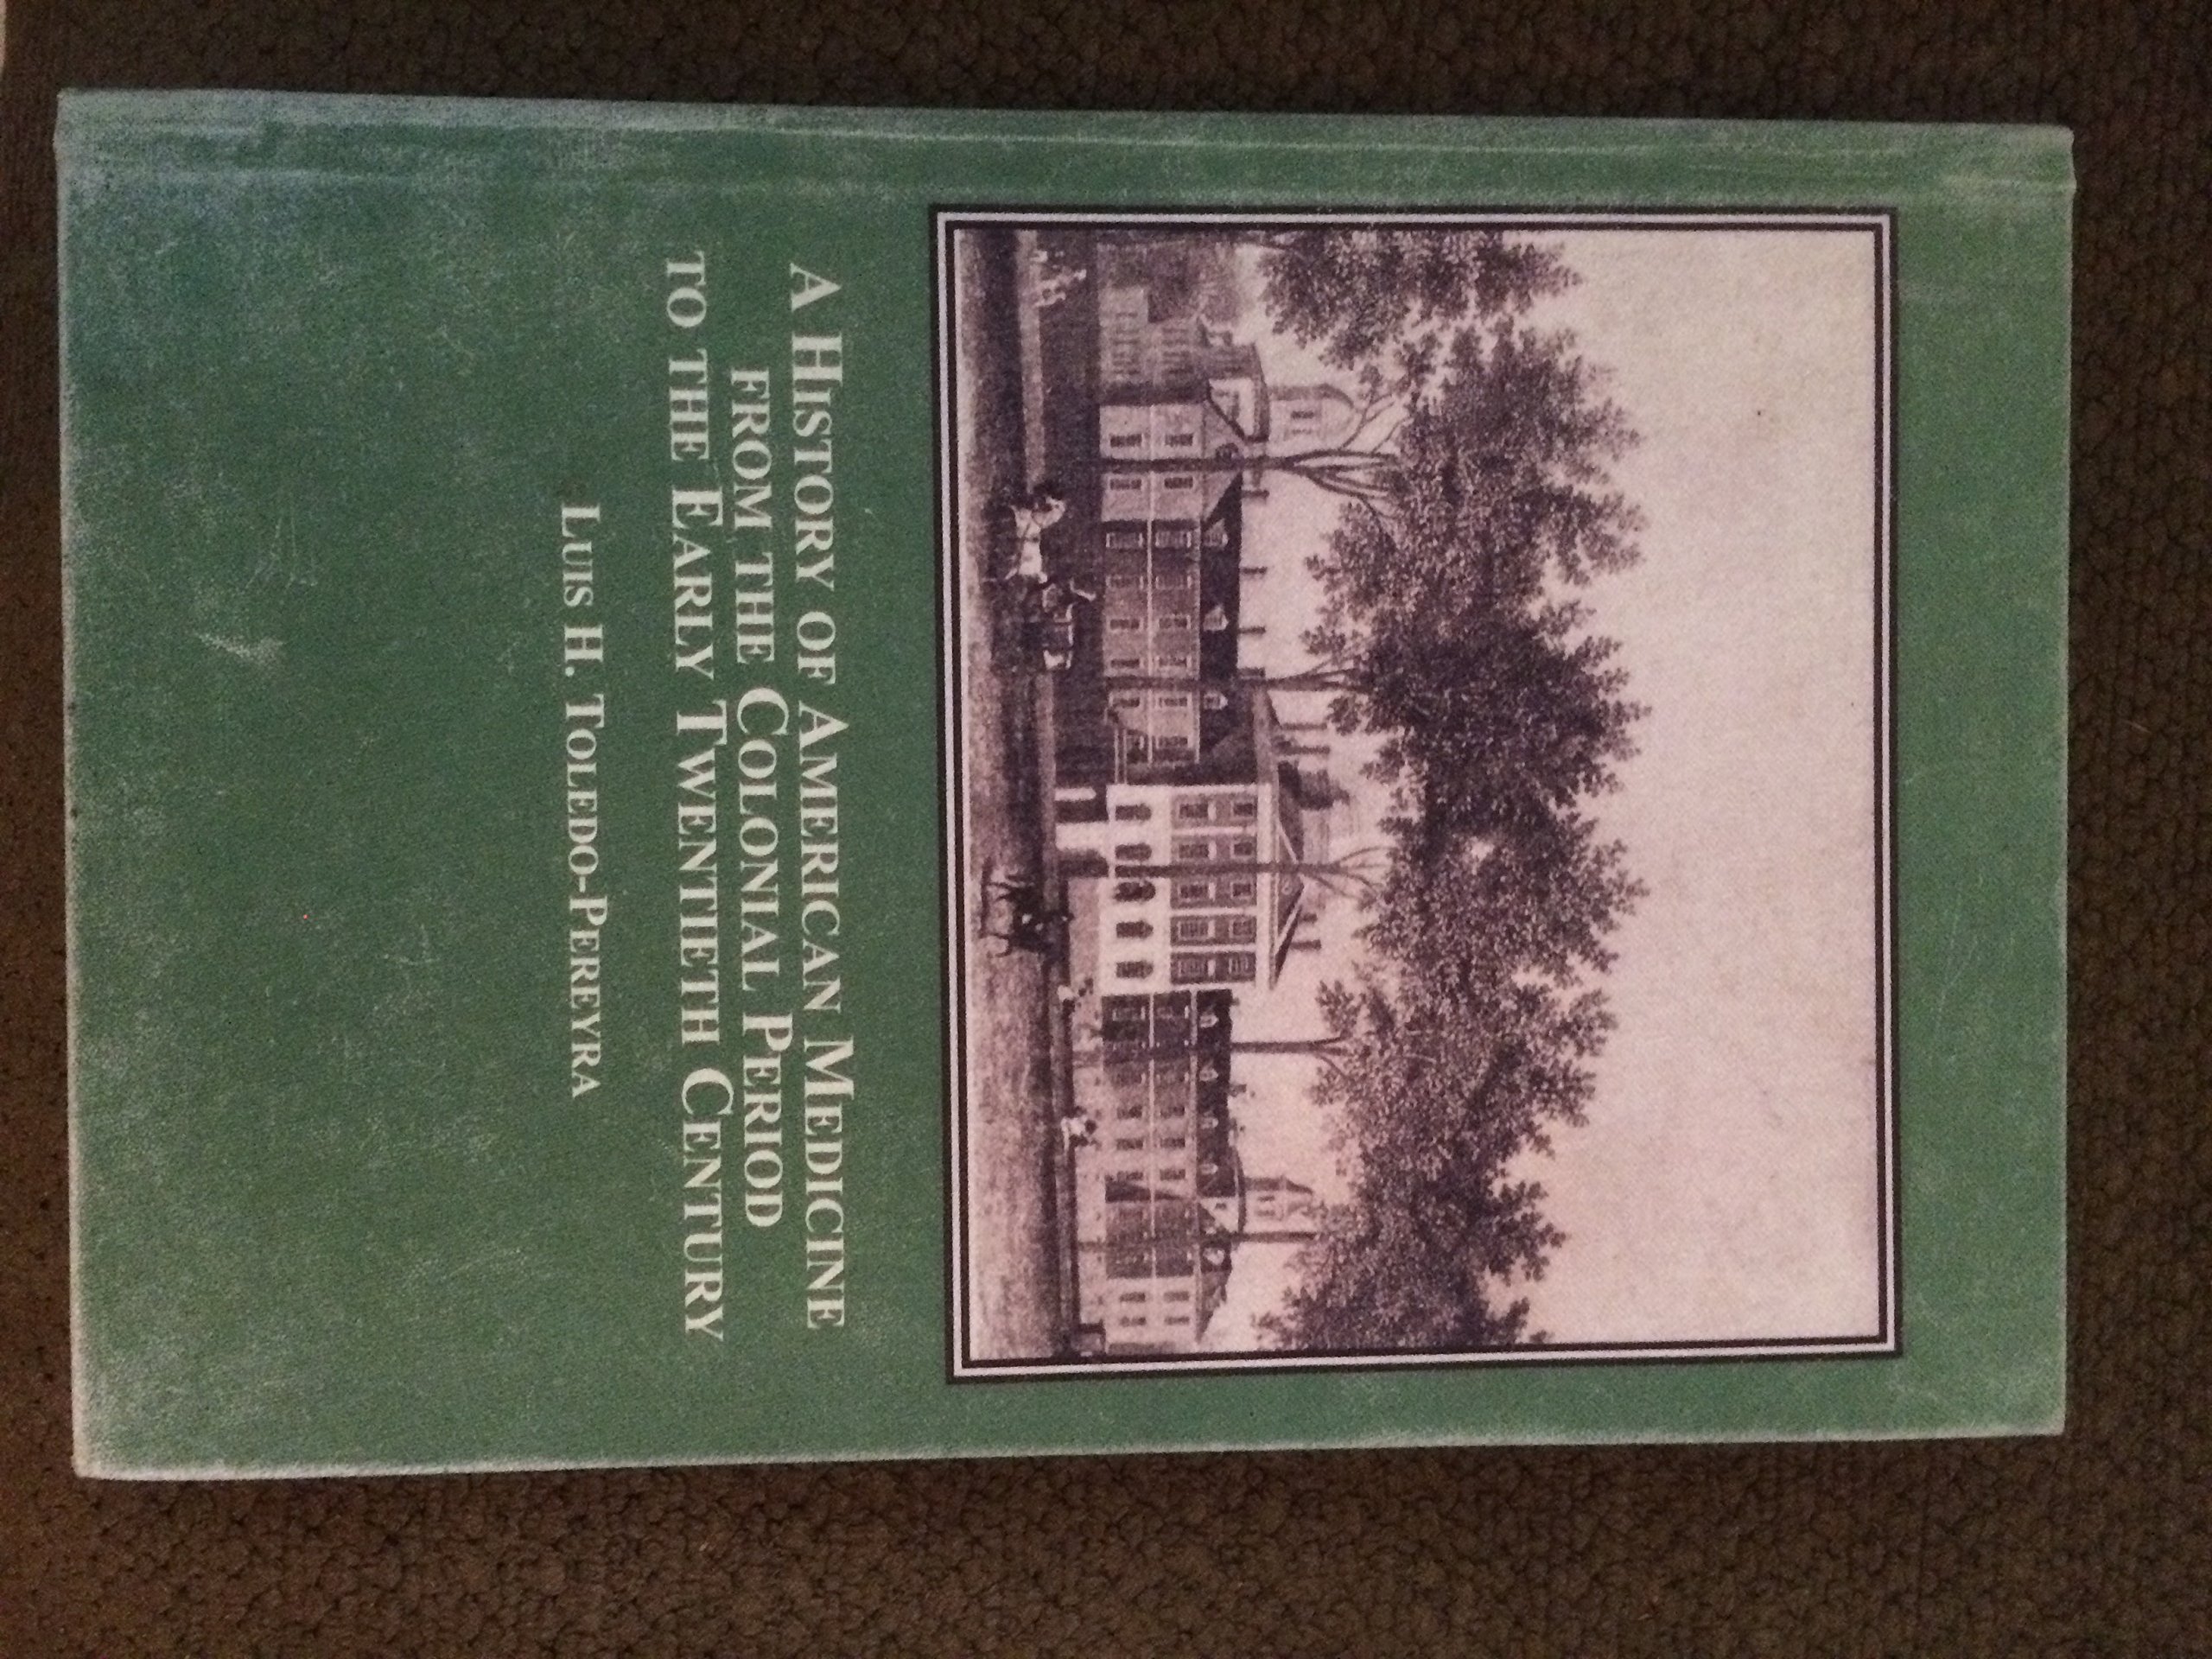 A History of American Medicine
from the Colonial Period
to the Early Twentieth Century
Luis H. Toledo-Pereyra